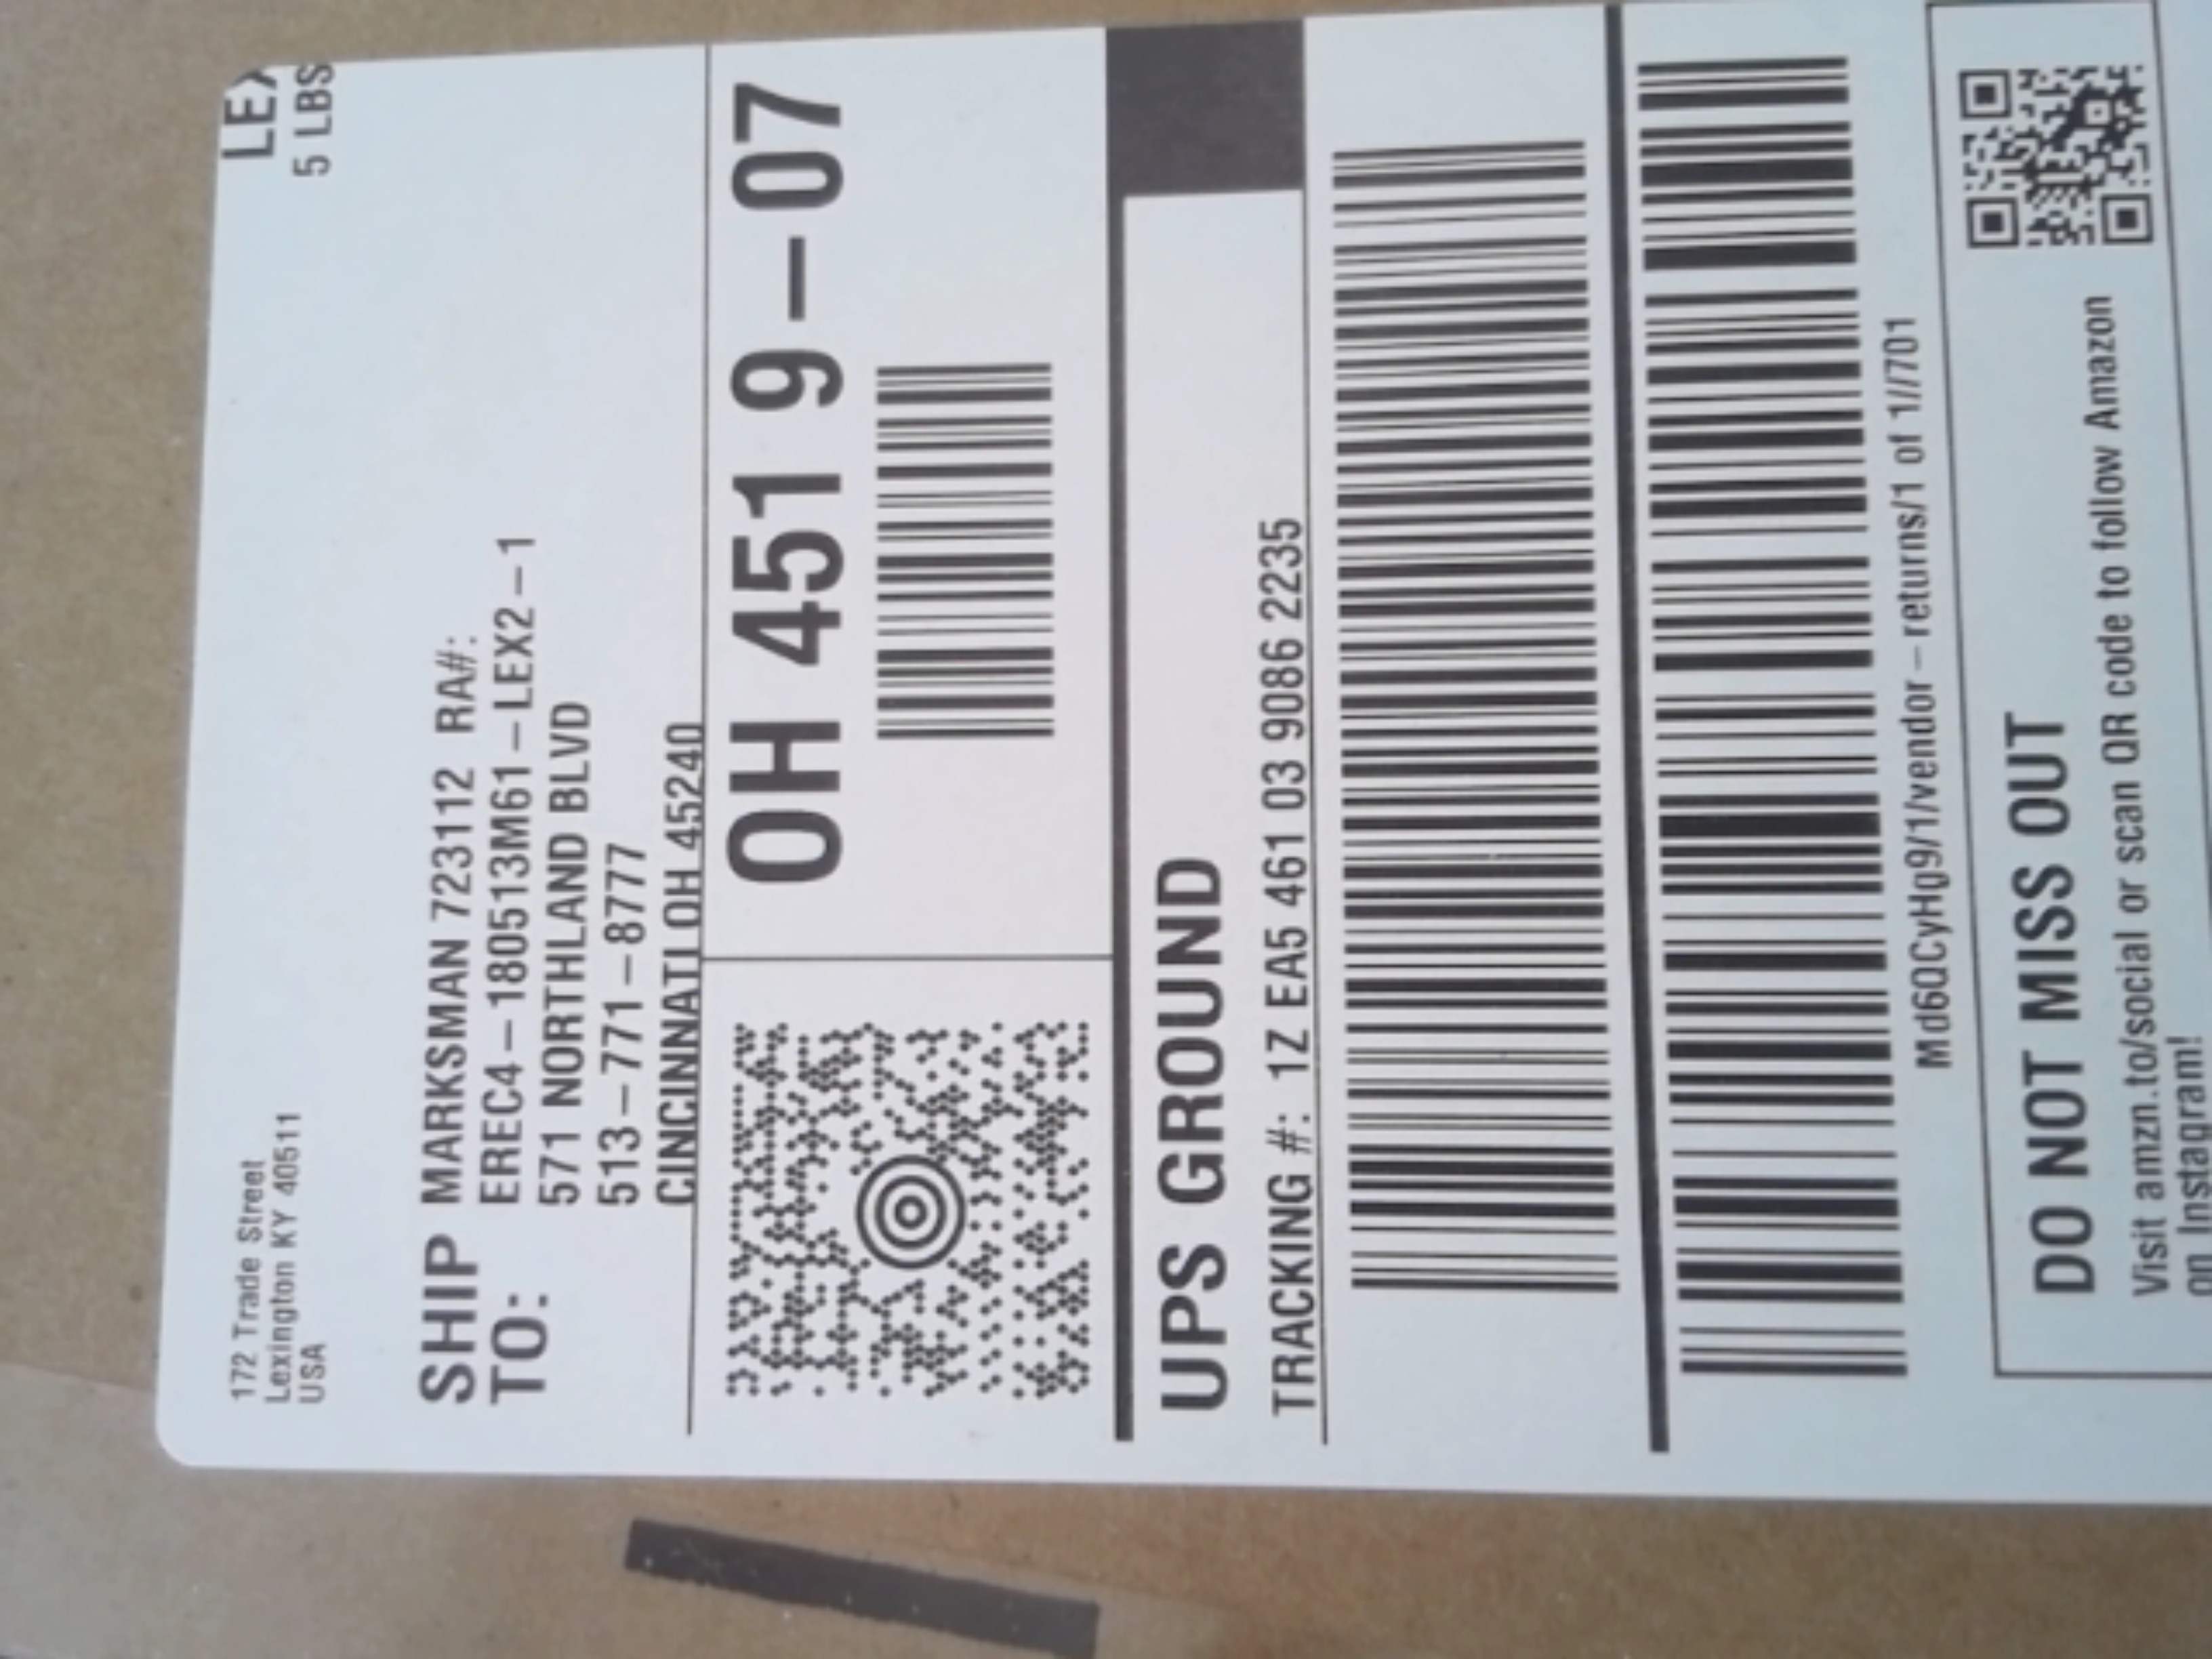 172 Trade Street
Lexington KY 40511
USA
5 LBS
SHIP TO:
MARKSMAN 723112 RA#:
EREC4-180513M61-LEX2-1
571 NORTHLAND BLVD
513-771-8777
CINCINNATI OH 45240
OH 451 9-07
UPS GROUND
TRACKING #: 1Z EA5 461 03 9086 2235
Md6QCyHg9/1/vendor-returns/1 of 1//701
DO NOT MISS OUT
Visit amzn.to/social or scan QR code to follow Amazon
on Instagram!